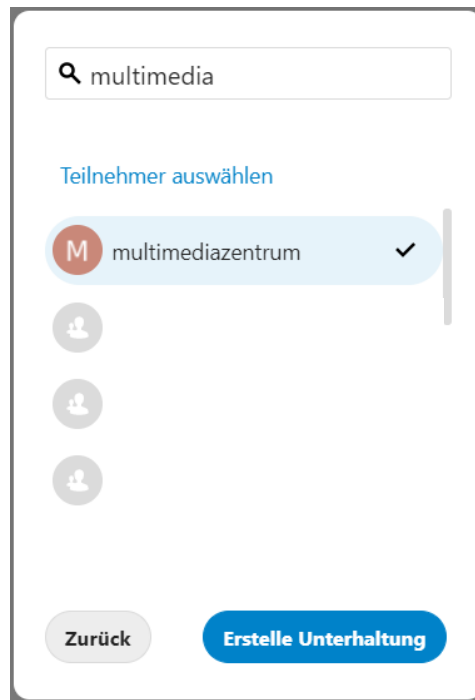 multimedia
Teilnehmer auswählen
M multimediazentrum
Zurück Erstelle Unterhaltung